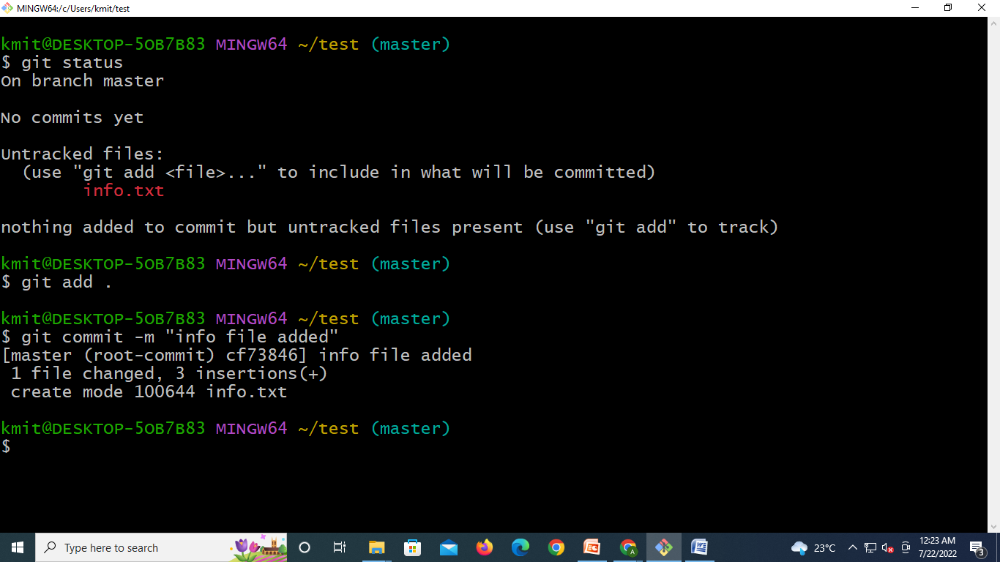 MINGW64:/c/Users/kmit/test
kmit@DESKTOP-5OB7B83 MINGW64 ~/test (master)
$ git status
On branch master
No commits yet
Untracked files:
(use "git add <file>..." to include in what will be committed)
info.txt
nothing added to commit but untracked files present (use "git add" to track)
kmit@DESKTOP-5OB7B83 MINGW64 ~/test (master)
$ git add .
kmit@DESKTOP-5OB7B83 MINGW64 ~/test (master)
$ git commit -m "info file added"
[master (root-commit) cf73846] info file added
1 file changed, 3 insertions(+)
create mode 100644 info.txt
kmit@DESKTOP-5OB7B83 MINGW64 ~/test (master)
$
Type here to search
23°C
12:23 AM
7/22/2022
3